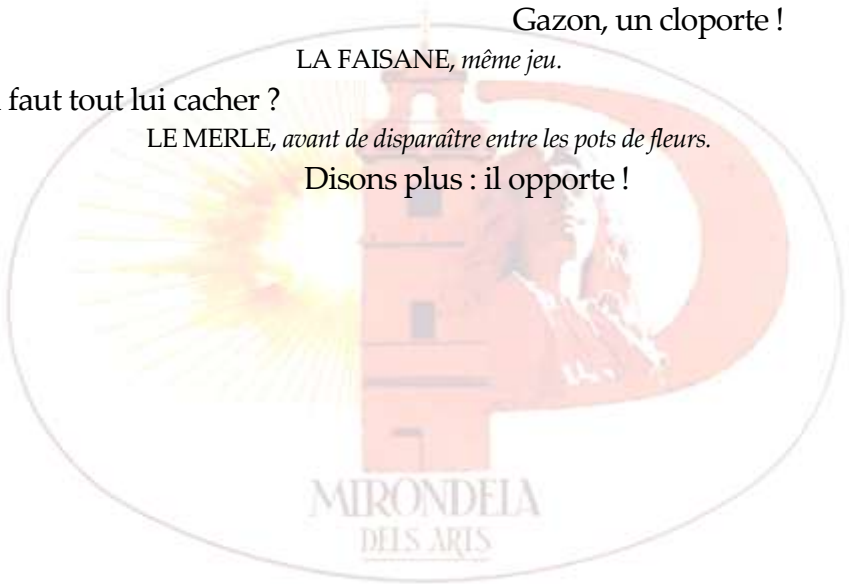 Gazon, un cloporte !
LA FAISANE, même jeu.
faut tout lui cacher ?
LE MERLE, avant de disparaître entre les pots de fleurs.
Disons plus : il opporte !
MIRONDELA
DELS ARTS